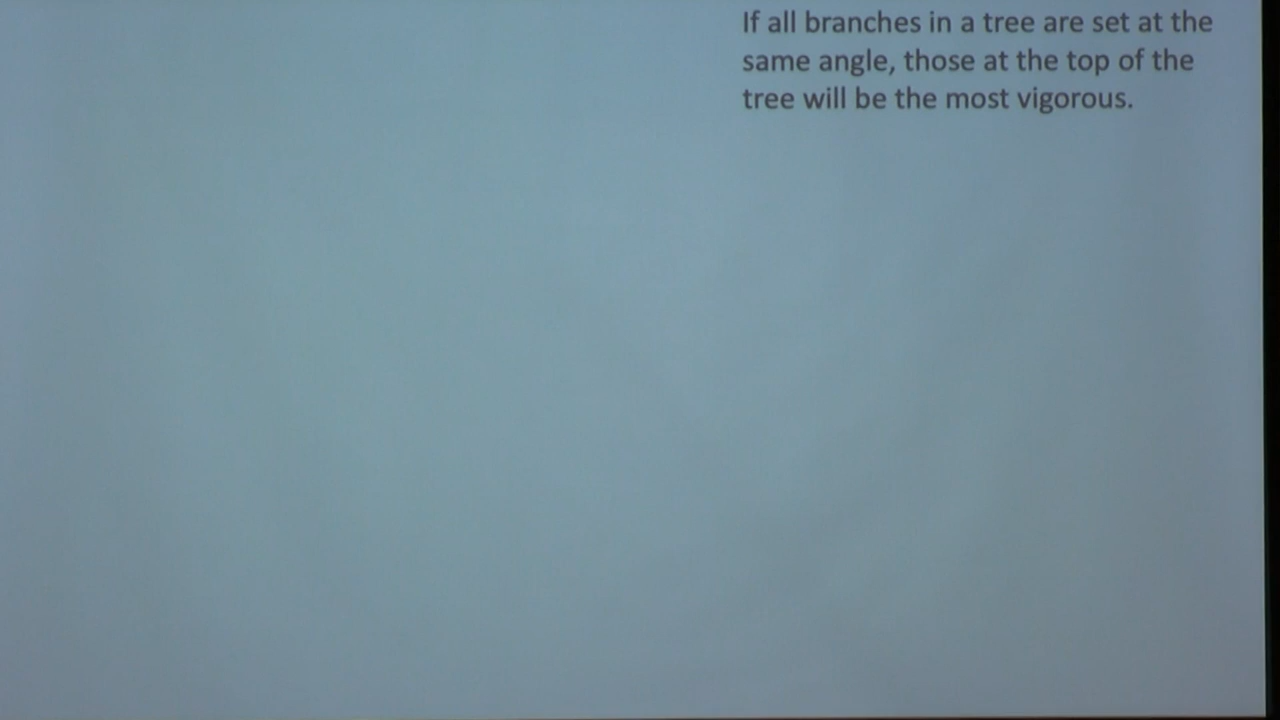 If all branches in a tree are set at the
same angle, those at the top of the
tree will be the most vigorous.